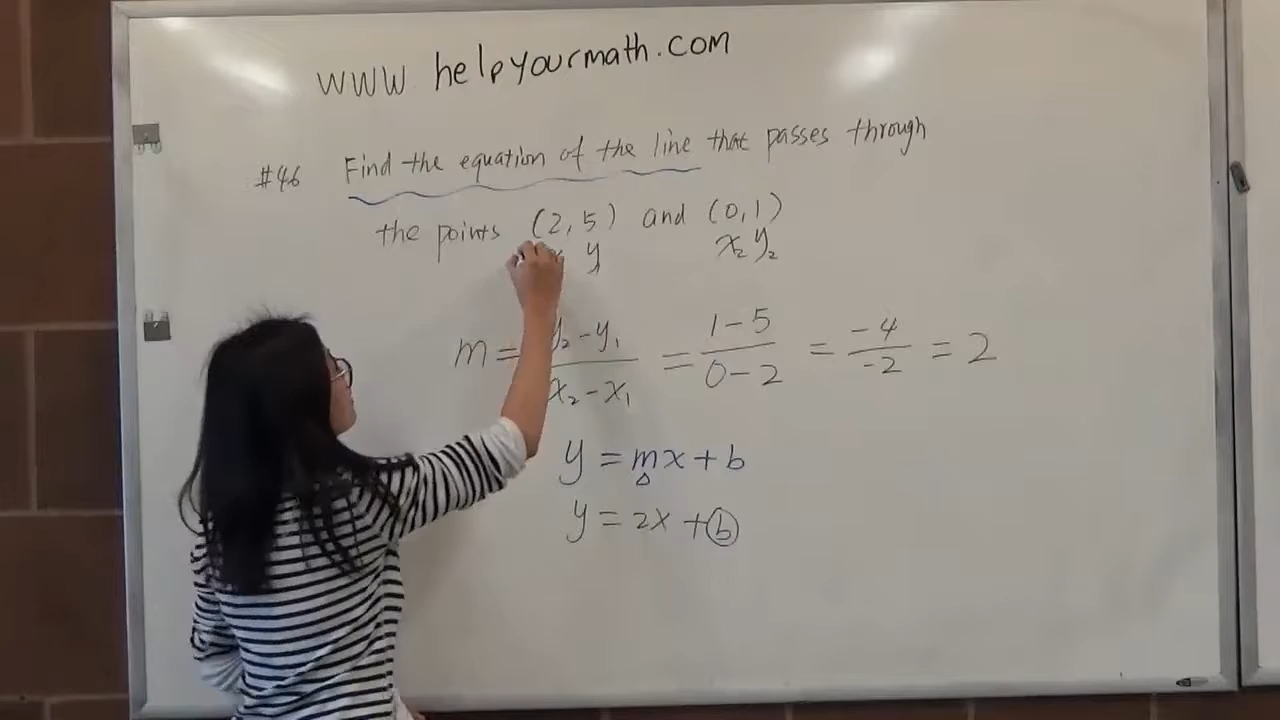 www helpyourmath.com
#46 Find the equation of the line that passes through
the points (2, 5) and (0, 1)
y x₂ y₂
m = y₂ - y₁ / x₂ - x₁ = 1 - 5 / 0 - 2 = -4 / -2 = 2
y = mx + b
y = 2x + b